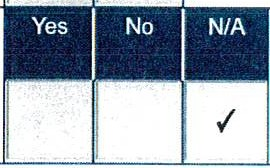 Yes No N/A
✓